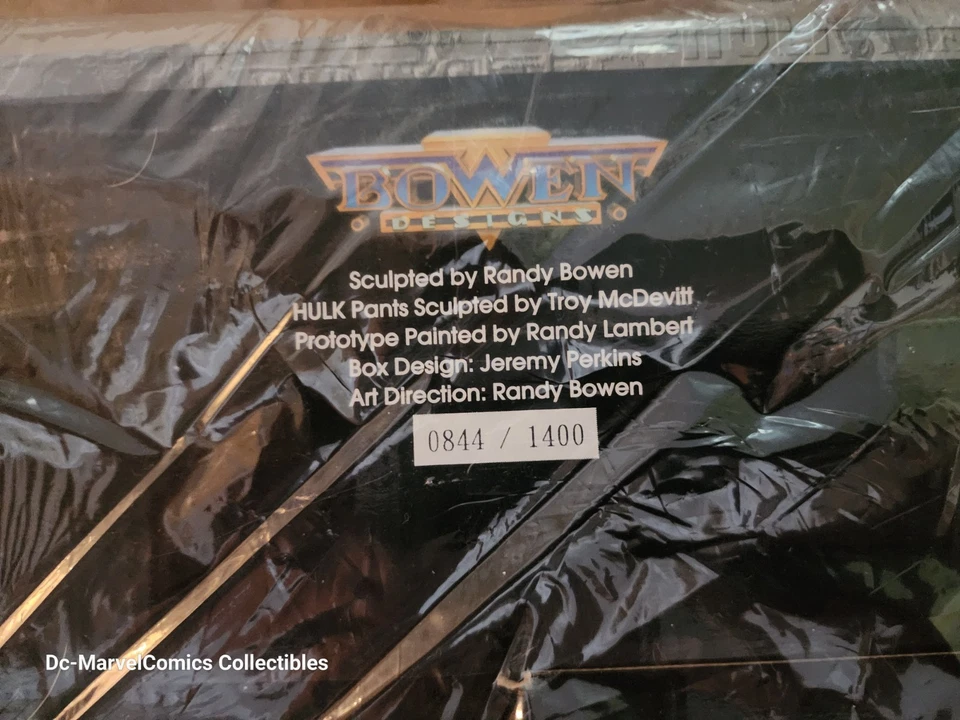 BOWEN
DESIGNS
Sculpted by Randy Bowen
HULK Pants Sculpted by Troy McDevitt
Prototype Painted by Randy Lambert
Box Design: Jeremy Perkins
Art Direction: Randy Bowen
0844 / 1400
Dc-MarvelComics Collectibles